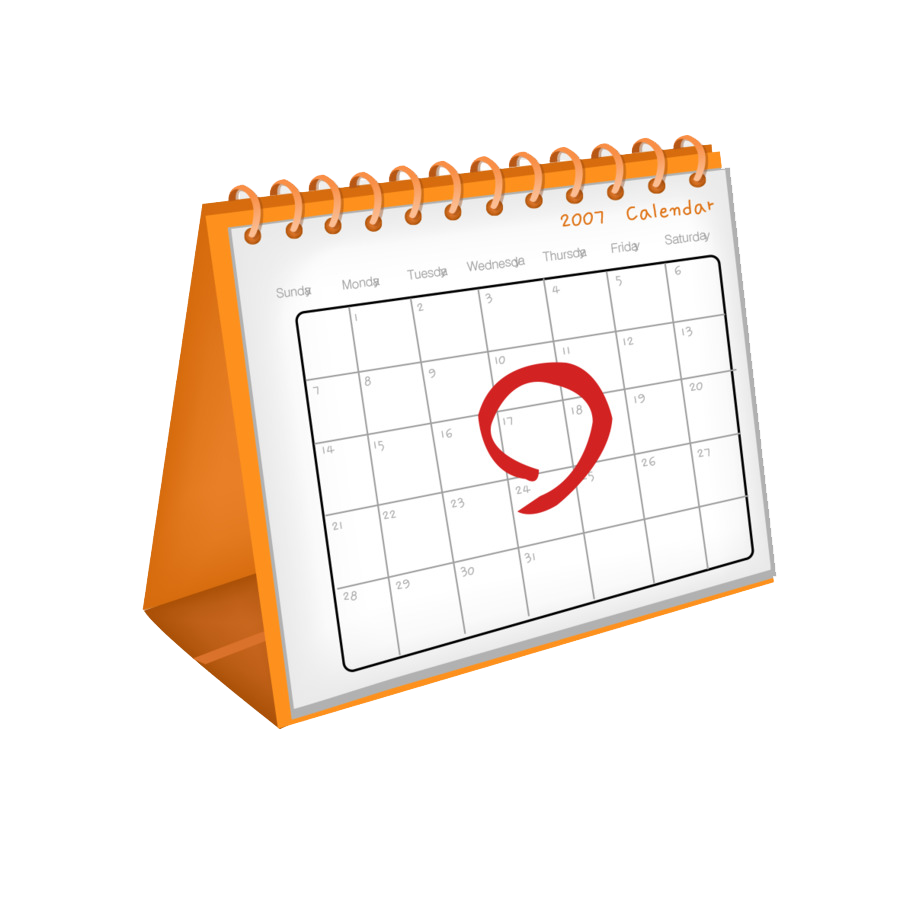 2007 Calendar
Sunday Monday Tuesday Wednesday Thursday Friday Saturday
1 2 3 4 5 6
7 8 9 10 11 12 13
14 15 16 17 18 19 20
21 22 23 24 25 26 27
28 29 30 31